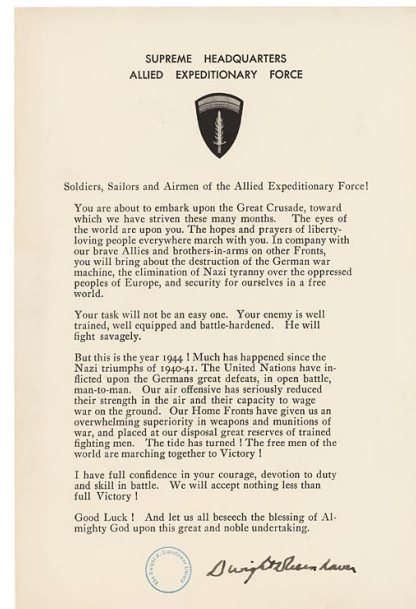 SUPREME HEADQUARTERS
ALLIED EXPEDITIONARY FORCE
Soldiers, Sailors and Airmen of the Allied Expeditionary Force!
You are about to embark upon the Great Crusade, toward
which we have striven these many months. The eyes of
the world are upon you. The hopes and prayers of liberty-
loving people everywhere march with you. In company with
our brave Allies and brothers-in-arms on other Fronts,
you will bring about the destruction of the German war
machine, the elimination of Nazi tyranny over the oppressed
peoples of Europe, and security for ourselves in a free
world.
Your task will not be an easy one. Your enemy is well
trained, well equipped and battle-hardened. He will
fight savagely.
But this is the year 1944 ! Much has happened since the
Nazi triumphs of 1940-41. The United Nations have in-
flicted upon the Germans great defeats, in open battle,
man-to-man. Our air offensive has seriously reduced
their strength in the air and their capacity to wage
war on the ground. Our Home Fronts have given us an
overwhelming superiority in weapons and munitions of
war, and placed at our disposal great reserves of trained
fighting men. The tide has turned ! The free men of the
world are marching together to Victory !
I have full confidence in your courage, devotion to duty
and skill in battle. We will accept nothing less than
full Victory !
Good Luck ! And let us all beseech the blessing of Al-
mighty God upon this great and noble undertaking.
The Dwight D. Eisenhower Library
Dwight D Eisenhower